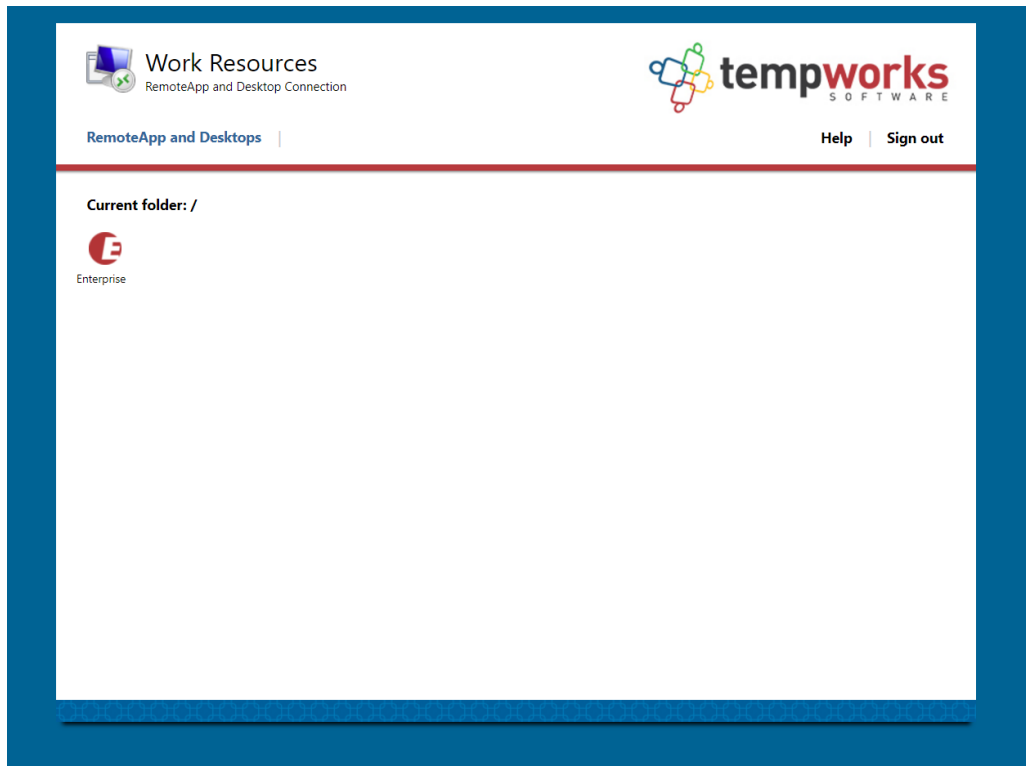 Work Resources
RemoteApp and Desktop Connection
tempworks
SOFTWARE
RemoteApp and Desktops |
Help | Sign out
Current folder: /
E
Enterprise